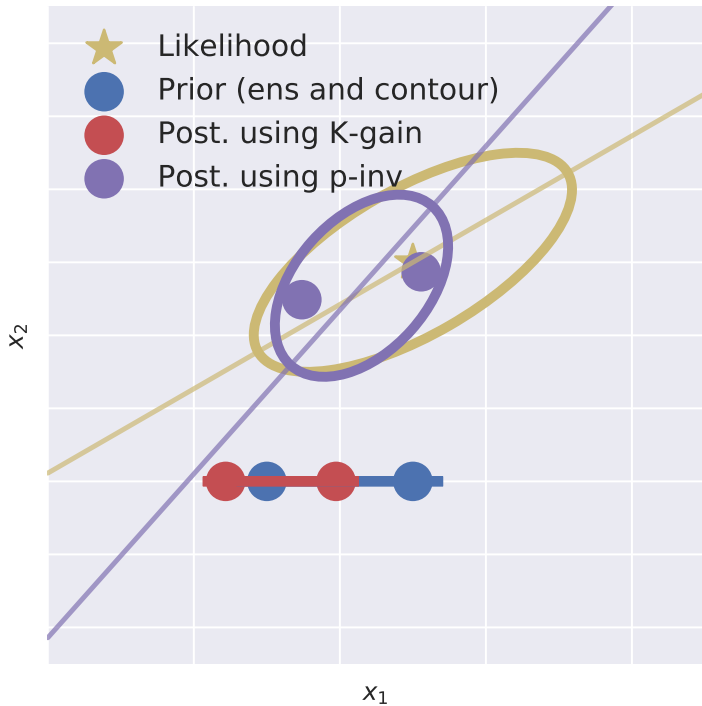 Likelihood
Prior (ens and contour)
Post. using K-gain
Post. using p-inv
x₂
x₁